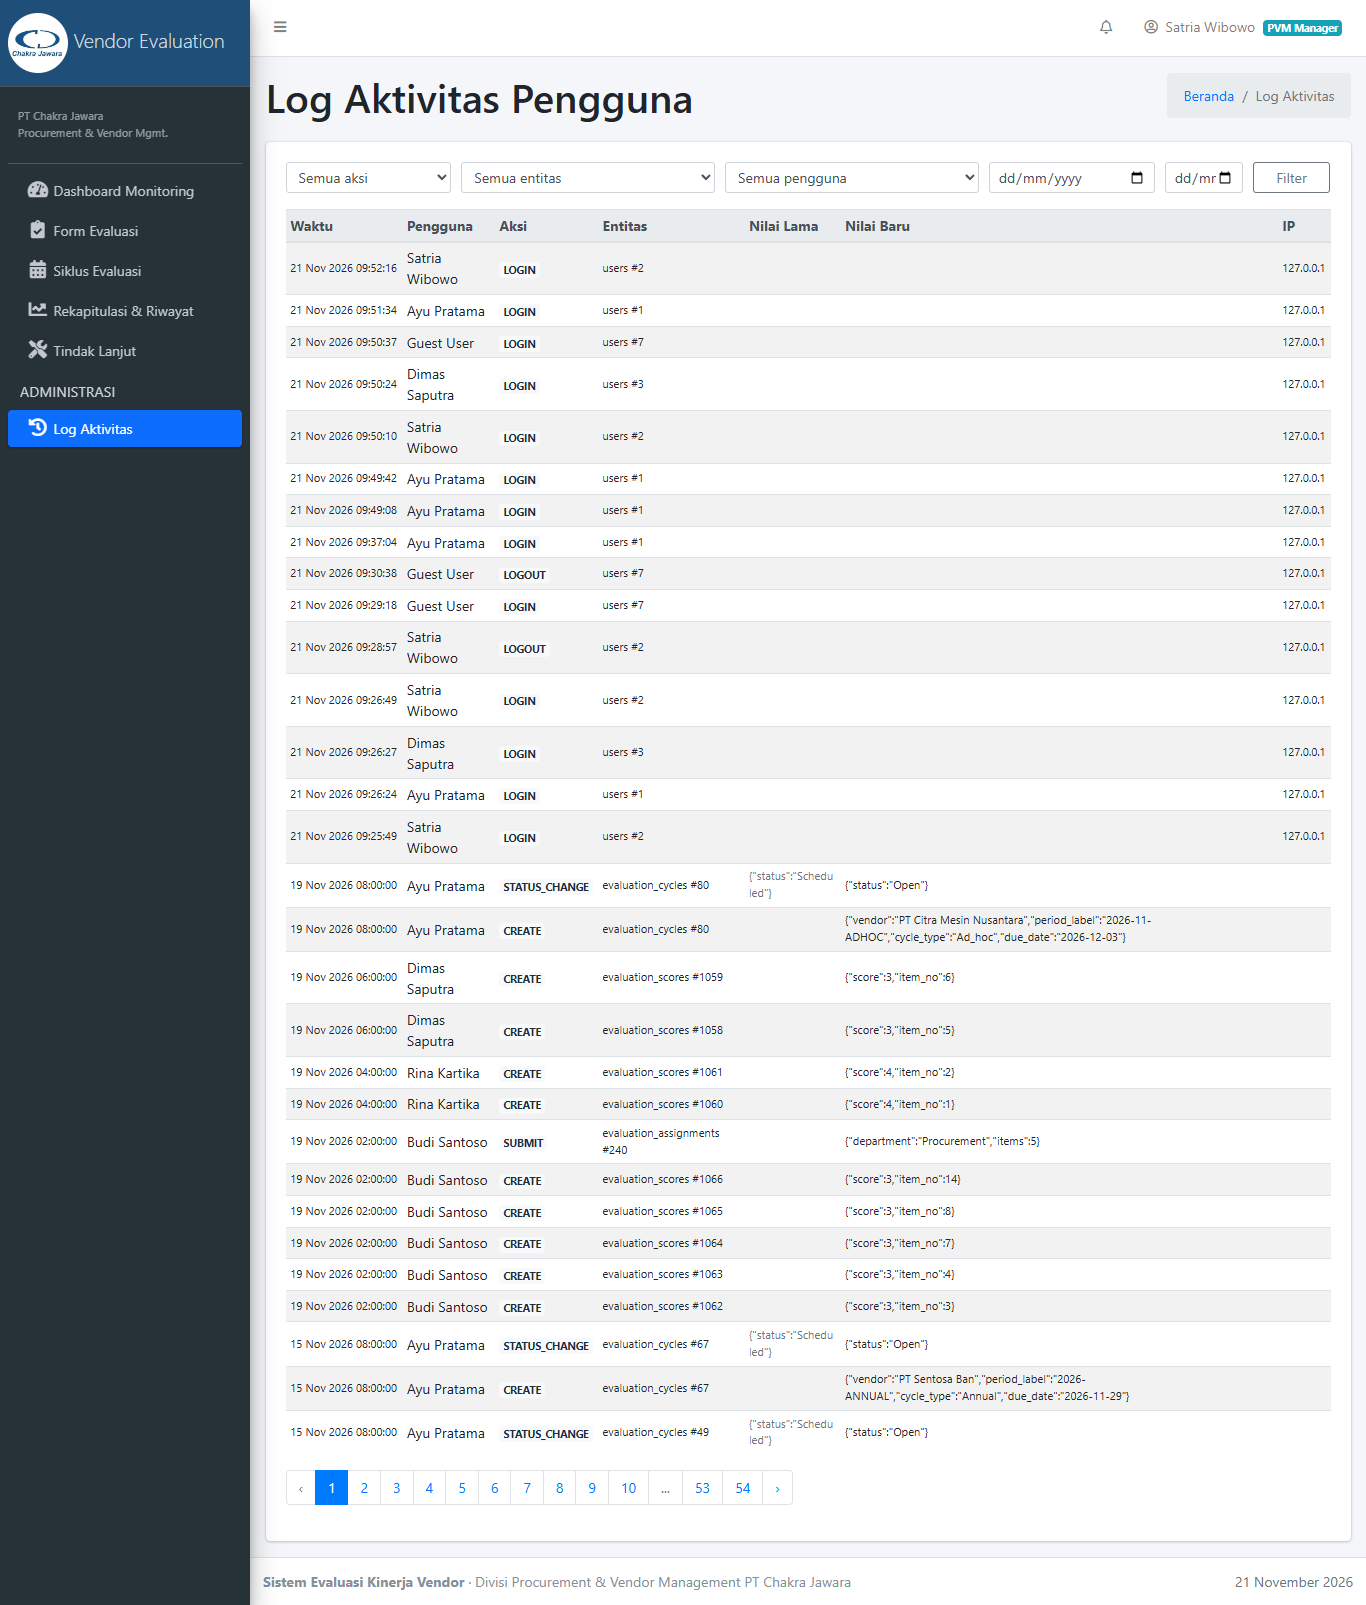 Chakra Jawara
Vendor Evaluation
Satria Wibowo PVM Manager
PT Chakra Jawara
Procurement & Vendor Mgmt.
Dashboard Monitoring
Form Evaluasi
Siklus Evaluasi
Rekapitulasi & Riwayat
Tindak Lanjut
ADMINISTRASI
Log Aktivitas
Log Aktivitas Pengguna
Beranda / Log Aktivitas
Semua aksi Semua entitas Semua pengguna dd/mm/yyyy dd/mr Filter
Waktu Pengguna Aksi Entitas Nilai Lama Nilai Baru IP
21 Nov 2026 09:52:16 Satria Wibowo LOGIN users #2 127.0.0.1
21 Nov 2026 09:51:34 Ayu Pratama LOGIN users #1 127.0.0.1
21 Nov 2026 09:50:37 Guest User LOGIN users #7 127.0.0.1
21 Nov 2026 09:50:24 Dimas Saputra LOGIN users #3 127.0.0.1
21 Nov 2026 09:50:10 Satria Wibowo LOGIN users #2 127.0.0.1
21 Nov 2026 09:49:42 Ayu Pratama LOGIN users #1 127.0.0.1
21 Nov 2026 09:49:08 Ayu Pratama LOGIN users #1 127.0.0.1
21 Nov 2026 09:37:04 Ayu Pratama LOGIN users #1 127.0.0.1
21 Nov 2026 09:30:38 Guest User LOGOUT users #7 127.0.0.1
21 Nov 2026 09:29:18 Guest User LOGIN users #7 127.0.0.1
21 Nov 2026 09:28:57 Satria Wibowo LOGOUT users #2 127.0.0.1
21 Nov 2026 09:26:49 Satria Wibowo LOGIN users #2 127.0.0.1
21 Nov 2026 09:26:27 Dimas Saputra LOGIN users #3 127.0.0.1
21 Nov 2026 09:26:24 Ayu Pratama LOGIN users #1 127.0.0.1
21 Nov 2026 09:25:49 Satria Wibowo LOGIN users #2 127.0.0.1
19 Nov 2026 08:00:00 Ayu Pratama STATUS_CHANGE evaluation_cycles #80 {"status":"Scheduled"} {"status":"Open"}
19 Nov 2026 08:00:00 Ayu Pratama CREATE evaluation_cycles #80 {"vendor":"PT Citra Mesin Nusantara","period_label":"2026-11-ADHOC","cycle_type":"Ad_hoc","due_date":"2026-12-03"}
19 Nov 2026 06:00:00 Dimas Saputra CREATE evaluation_scores #1059 {"score":3,"item_no":6}
19 Nov 2026 06:00:00 Dimas Saputra CREATE evaluation_scores #1058 {"score":3,"item_no":5}
19 Nov 2026 04:00:00 Rina Kartika CREATE evaluation_scores #1061 {"score":4,"item_no":2}
19 Nov 2026 04:00:00 Rina Kartika CREATE evaluation_scores #1060 {"score":4,"item_no":1}
19 Nov 2026 02:00:00 Budi Santoso SUBMIT evaluation_assignments #240 {"department":"Procurement","items":5}
19 Nov 2026 02:00:00 Budi Santoso CREATE evaluation_scores #1066 {"score":3,"item_no":14}
19 Nov 2026 02:00:00 Budi Santoso CREATE evaluation_scores #1065 {"score":3,"item_no":8}
19 Nov 2026 02:00:00 Budi Santoso CREATE evaluation_scores #1064 {"score":3,"item_no":7}
19 Nov 2026 02:00:00 Budi Santoso CREATE evaluation_scores #1063 {"score":3,"item_no":4}
19 Nov 2026 02:00:00 Budi Santoso CREATE evaluation_scores #1062 {"score":3,"item_no":3}
15 Nov 2026 08:00:00 Ayu Pratama STATUS_CHANGE evaluation_cycles #67 {"status":"Scheduled"} {"status":"Open"}
15 Nov 2026 08:00:00 Ayu Pratama CREATE evaluation_cycles #67 {"vendor":"PT Sentosa Ban","period_label":"2026-ANNUAL","cycle_type":"Annual","due_date":"2026-11-29"}
15 Nov 2026 08:00:00 Ayu Pratama STATUS_CHANGE evaluation_cycles #49 {"status":"Scheduled"} {"status":"Open"}
‹ 1 2 3 4 5 6 7 8 9 10 ... 53 54 ›
Sistem Evaluasi Kinerja Vendor · Divisi Procurement & Vendor Management PT Chakra Jawara
21 November 2026